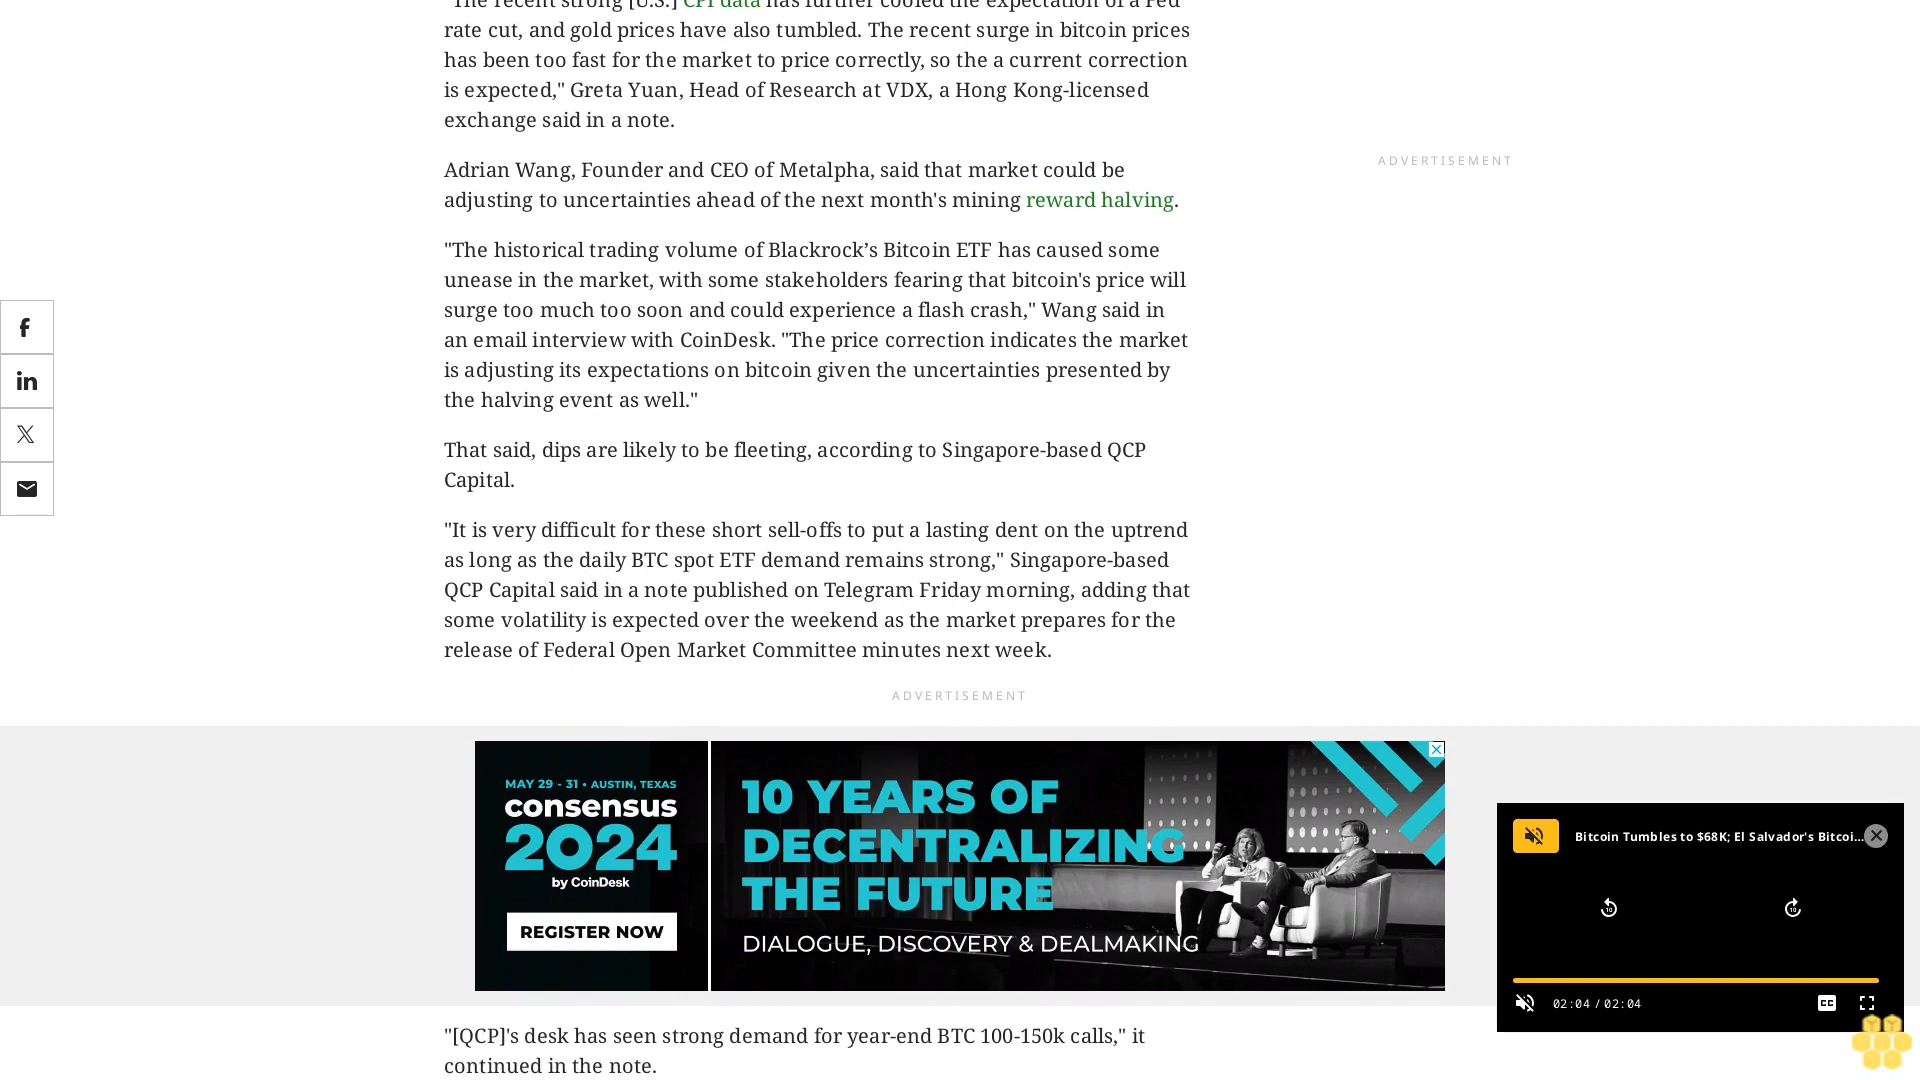 "The recent strong [U.S.] CPI data has further cooled the expectation of a Fed
rate cut, and gold prices have also tumbled. The recent surge in bitcoin prices
has been too fast for the market to price correctly, so the a current correction
is expected," Greta Yuan, Head of Research at VDX, a Hong Kong-licensed
exchange said in a note.
ADVERTISEMENT
Adrian Wang, Founder and CEO of Metalpha, said that market could be
adjusting to uncertainties ahead of the next month's mining reward halving.
"The historical trading volume of Blackrock’s Bitcoin ETF has caused some
unease in the market, with some stakeholders fearing that bitcoin's price will
surge too much too soon and could experience a flash crash," Wang said in
an email interview with CoinDesk. "The price correction indicates the market
is adjusting its expectations on bitcoin given the uncertainties presented by
the halving event as well."
That said, dips are likely to be fleeting, according to Singapore-based QCP
Capital.
"It is very difficult for these short sell-offs to put a lasting dent on the uptrend
as long as the daily BTC spot ETF demand remains strong," Singapore-based
QCP Capital said in a note published on Telegram Friday morning, adding that
some volatility is expected over the weekend as the market prepares for the
release of Federal Open Market Committee minutes next week.
ADVERTISEMENT
MAY 29 - 31 • AUSTIN, TEXAS
consensus
2024
by CoinDesk
REGISTER NOW
10 YEARS OF
DECENTRALIZING
THE FUTURE
DIALOGUE, DISCOVERY & DEALMAKING
Bitcoin Tumbles to $68K; El Salvador's Bitcoi...
10
10
02:04 / 02:04
CC
"[QCP]'s desk has seen strong demand for year-end BTC 100-150k calls," it
continued in the note.